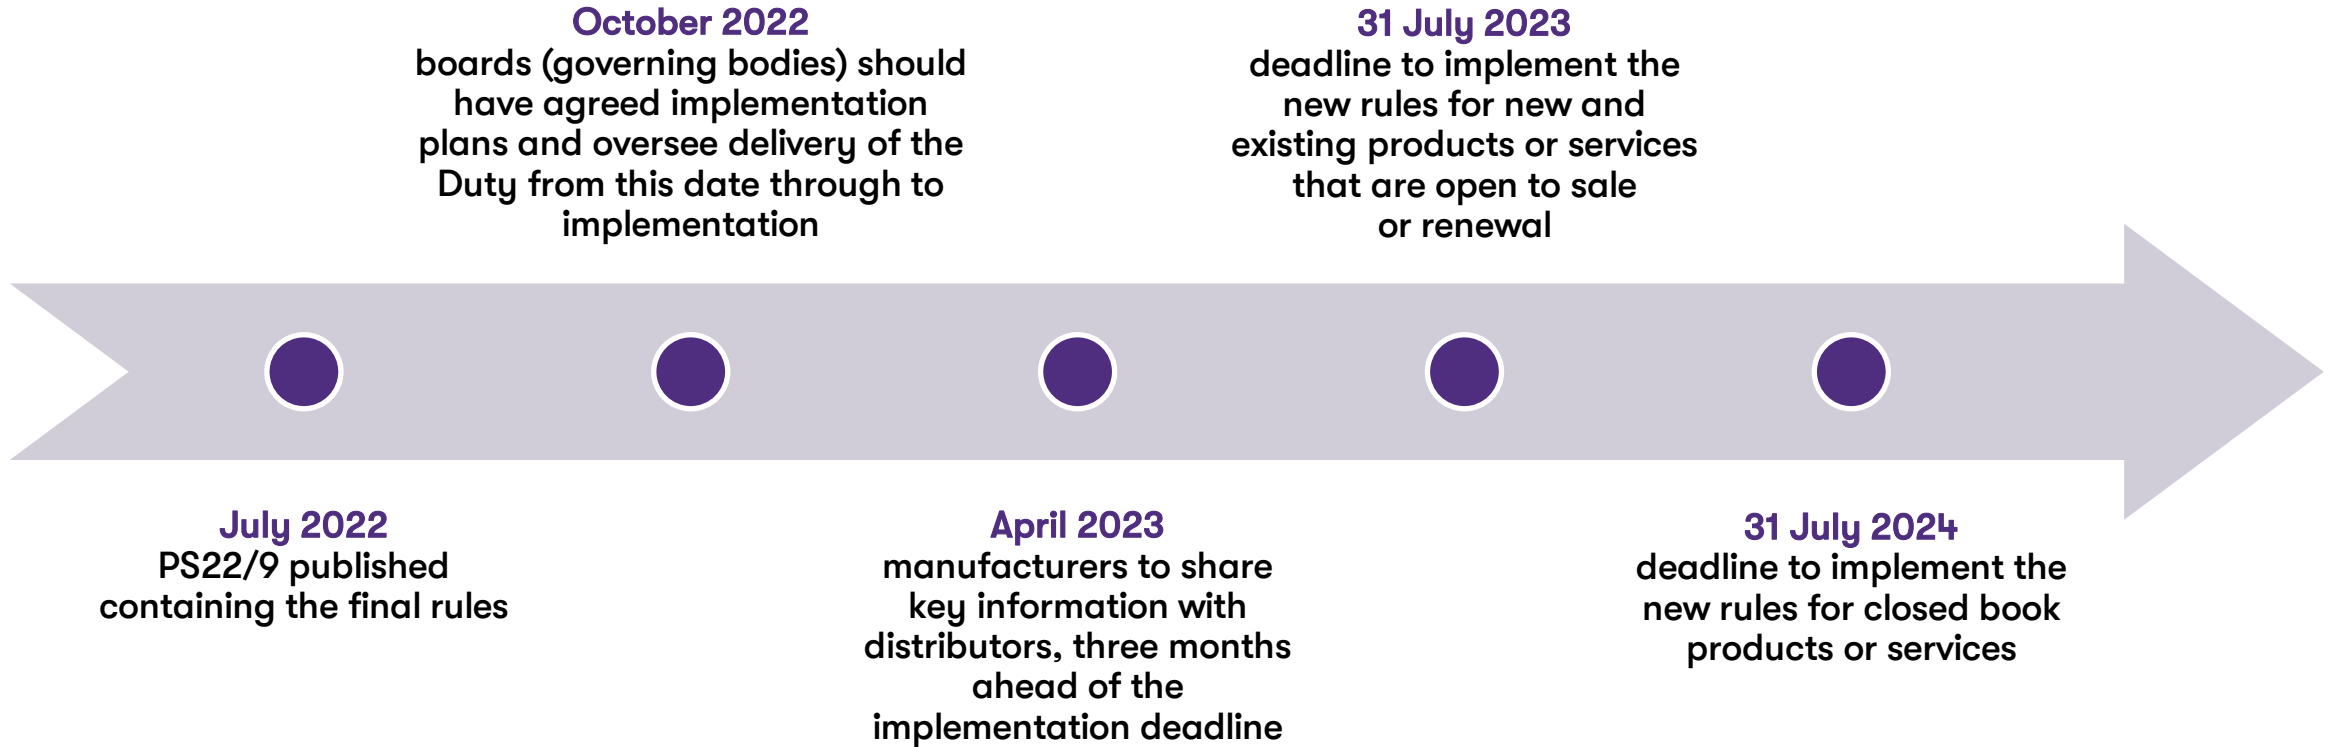 October 2022
boards (governing bodies) should
have agreed implementation
plans and oversee delivery of the
Duty from this date through to
implementation
31 July 2023
deadline to implement the
new rules for new and
existing products or services
that are open to sale
or renewal
July 2022
PS22/9 published
containing the final rules
April 2023
manufacturers to share
key information with
distributors, three months
ahead of the
implementation deadline
31 July 2024
deadline to implement the
new rules for closed book
products or services